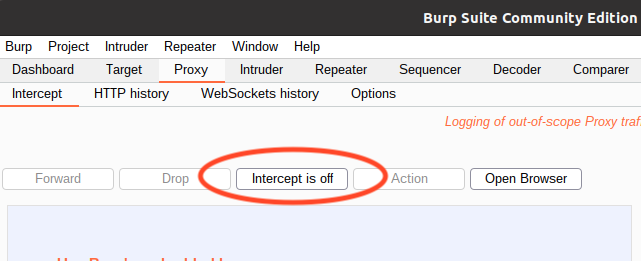 Burp Suite Community Edition
Burp Project Intruder Repeater Window Help
Dashboard Target Proxy Intruder Repeater Sequencer Decoder Comparer
Intercept HTTP history WebSockets history Options
Logging of out-of-scope Proxy traf
Forward Drop Intercept is off Action Open Browser